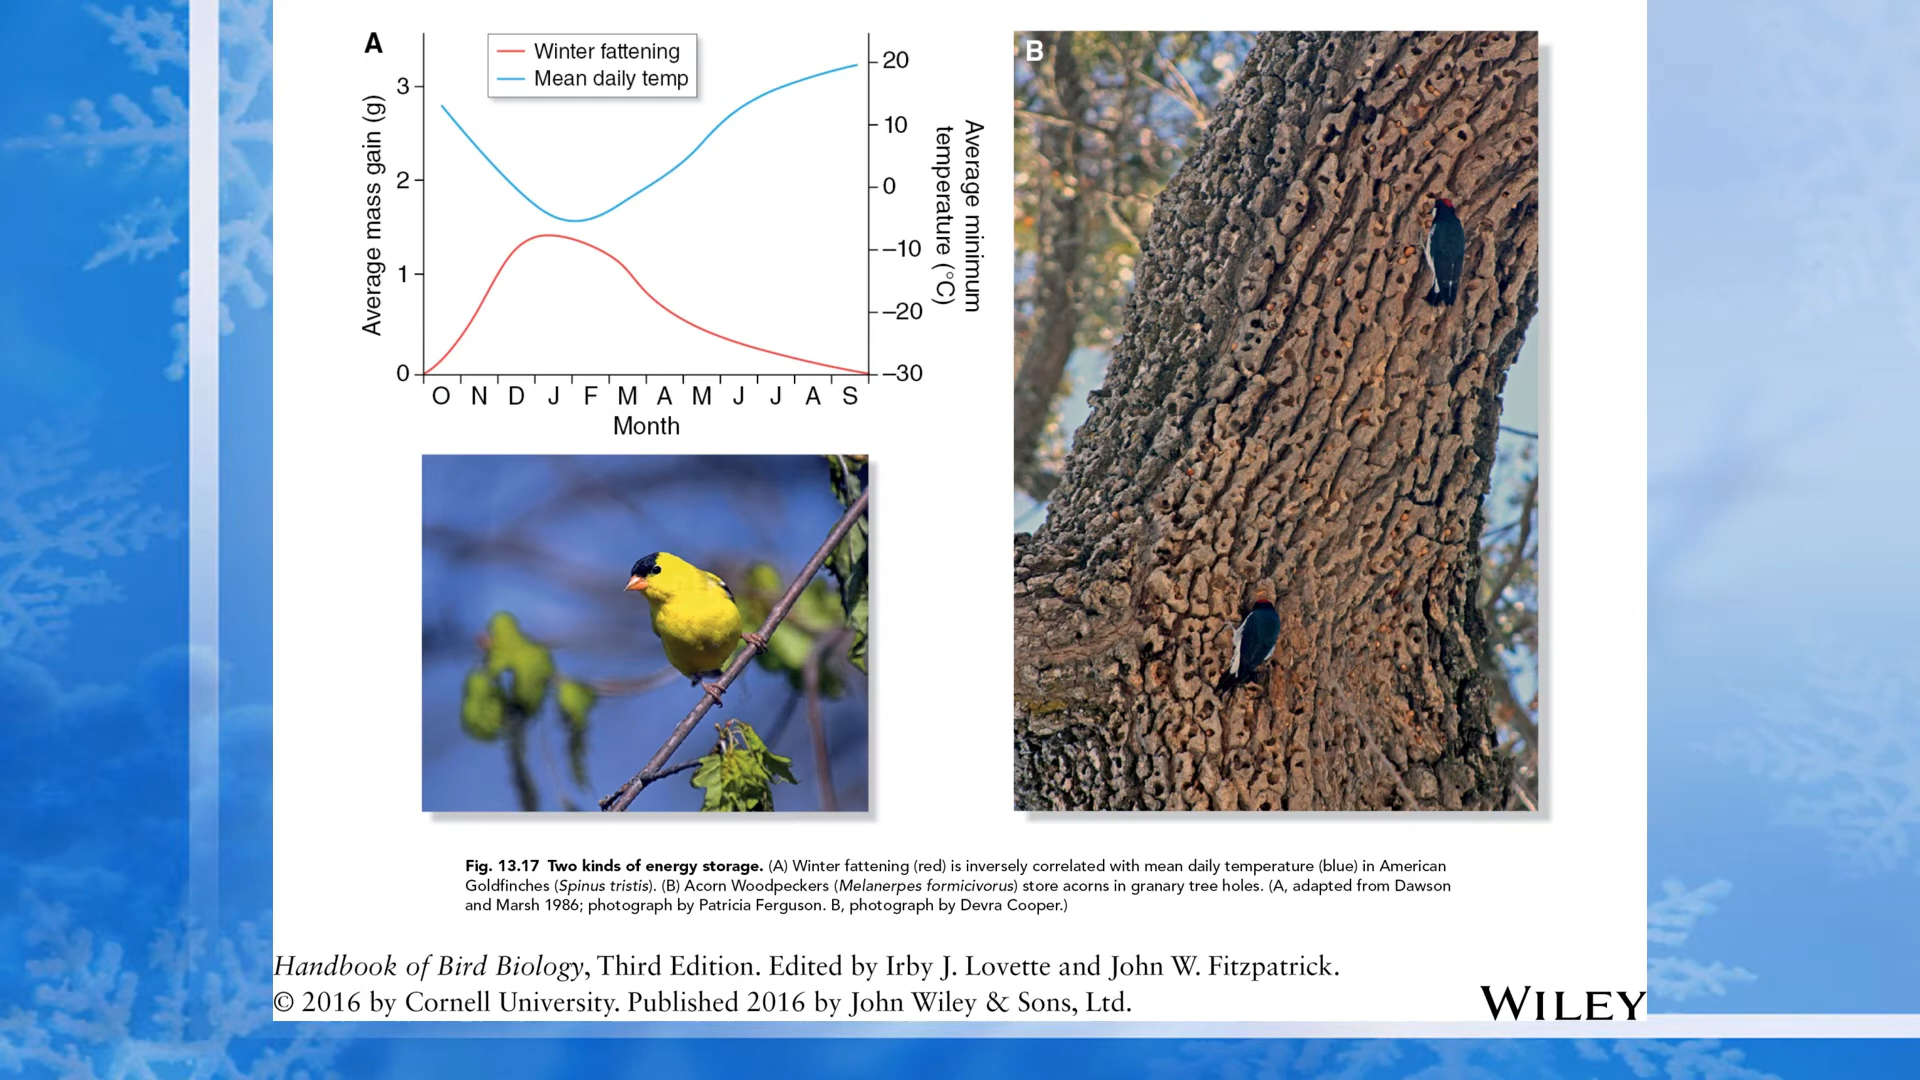 A
Winter fattening
Mean daily temp
Average mass gain (g)
3
2
1
0
20
10
0
–10
–20
–30
Average minimum
temperature (°C)
O N D J F M A M J J A S
Month
B
Fig. 13.17 Two kinds of energy storage. (A) Winter fattening (red) is inversely correlated with mean daily temperature (blue) in American
Goldfinches (Spinus tristis). (B) Acorn Woodpeckers (Melanerpes formicivorus) store acorns in granary tree holes. (A, adapted from Dawson
and Marsh 1986; photograph by Patricia Ferguson. B, photograph by Devra Cooper.)
Handbook of Bird Biology, Third Edition. Edited by Irby J. Lovette and John W. Fitzpatrick.
© 2016 by Cornell University. Published 2016 by John Wiley & Sons, Ltd.
WILEY